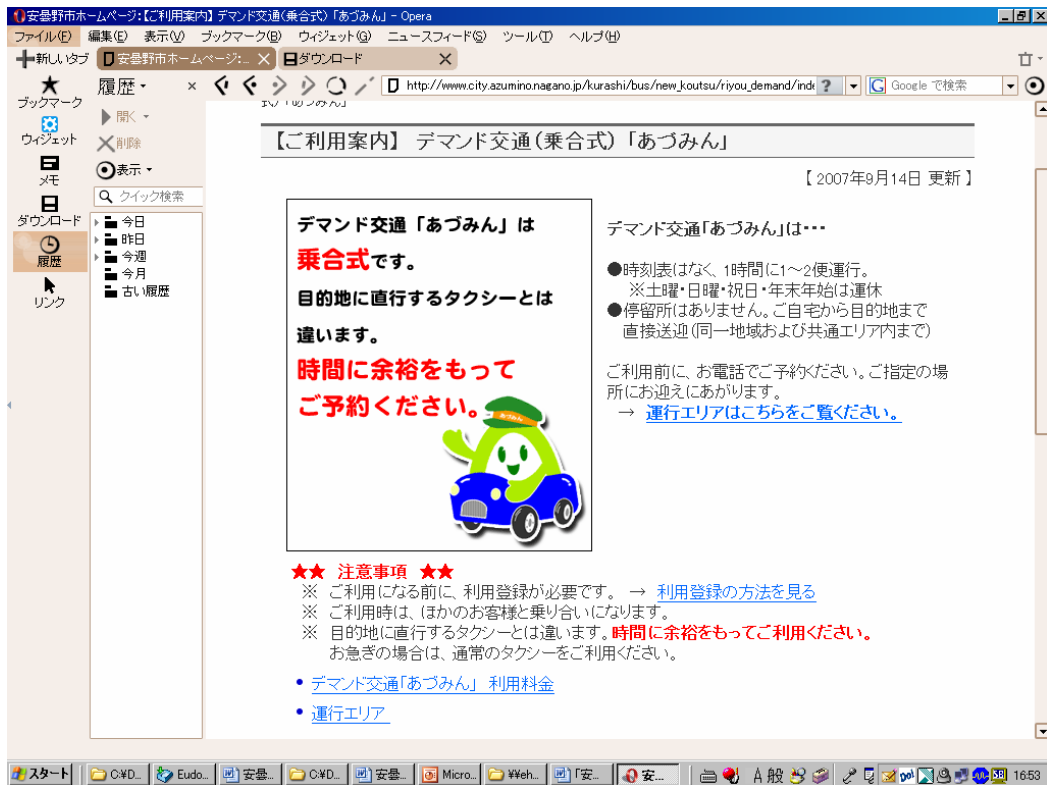 安曇野市ホームページ:【ご利用案内】 デマンド交通(乗合式) 「あづみん」 - Opera
ファイル(F) 編集(E) 表示(V) ブックマーク(B) ウィジェット(G) ニュースフィード(S) ツール(T) ヘルプ(H)
新しいタブ 安曇野市ホームページ:... ダウンロード
ブックマーク
ウィジェット
メモ
ダウンロード
履歴
リンク
履歴
開く
削除
表示
クイック検索
今日
昨日
今週
今月
古い履歴
http://www.city.azumino.nagano.jp/kurashi/bus/new_koutsu/riyou_demand/inde ? Google で検索
式)「あづみん」
【ご利用案内】 デマンド交通(乗合式) 「あづみん」
【 2007年9月14日 更新 】
デマンド交通「あづみん」は
乗合式です。
目的地に直行するタクシーとは
違います。
時間に余裕をもって
ご予約ください。
あづみん
デマンド交通「あづみん」は・・・
●時刻表はなく、1時間に1~2便運行。
※土曜・日曜・祝日・年末年始は運休
●停留所はありません。ご自宅から目的地まで
直接送迎(同一地域および共通エリア内まで)
ご利用前に、お電話でご予約ください。ご指定の場
所にお迎えにあがります。
→ 運行エリアはこちらをご覧ください。
★★ 注意事項 ★★
※ ご利用になる前に、利用登録が必要です。 → 利用登録の方法を見る
※ ご利用時は、ほかのお客様と乗り合いになります。
※ 目的地に直行するタクシーとは違います。時間に余裕をもってご利用ください。
お急ぎの場合は、通常のタクシーをご利用ください。
• デマンド交通「あづみん」 利用料金
• 運行エリア
スタート C:¥D... Eudo... 安曇... C:¥D... 安曇... Micro... ¥¥eh... 「安... 安... A 般 16:53